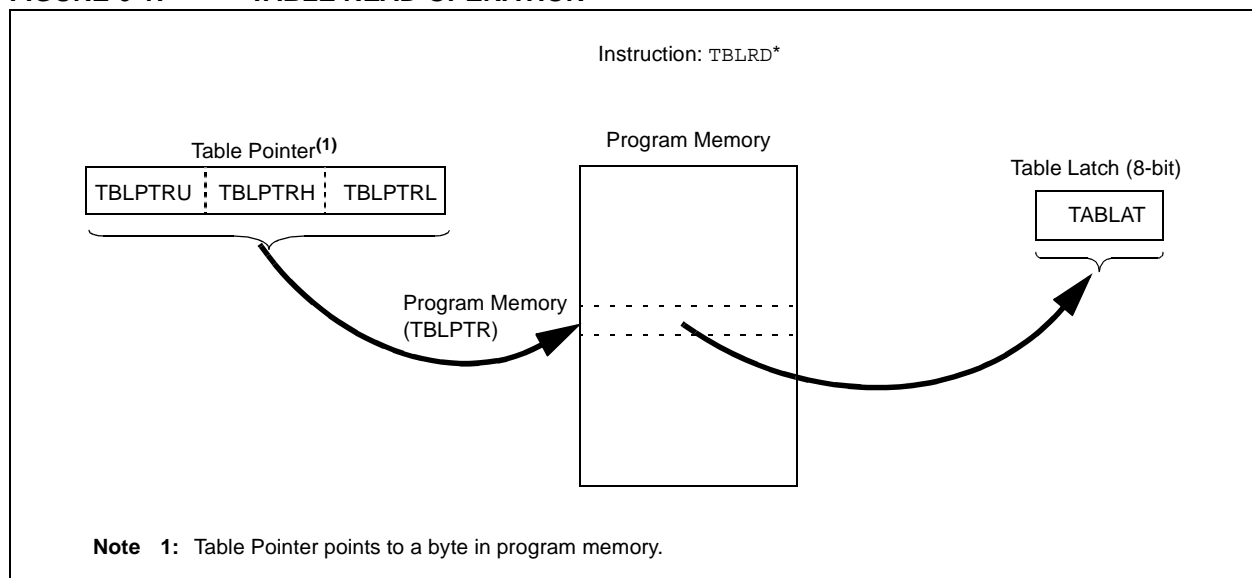 Instruction: TBLRD*
Table Pointer(1)
TBLPTRU TBLPTRH TBLPTRL
Program Memory
Table Latch (8-bit)
TABLAT
Program Memory
(TBLPTR)
Note 1: Table Pointer points to a byte in program memory.